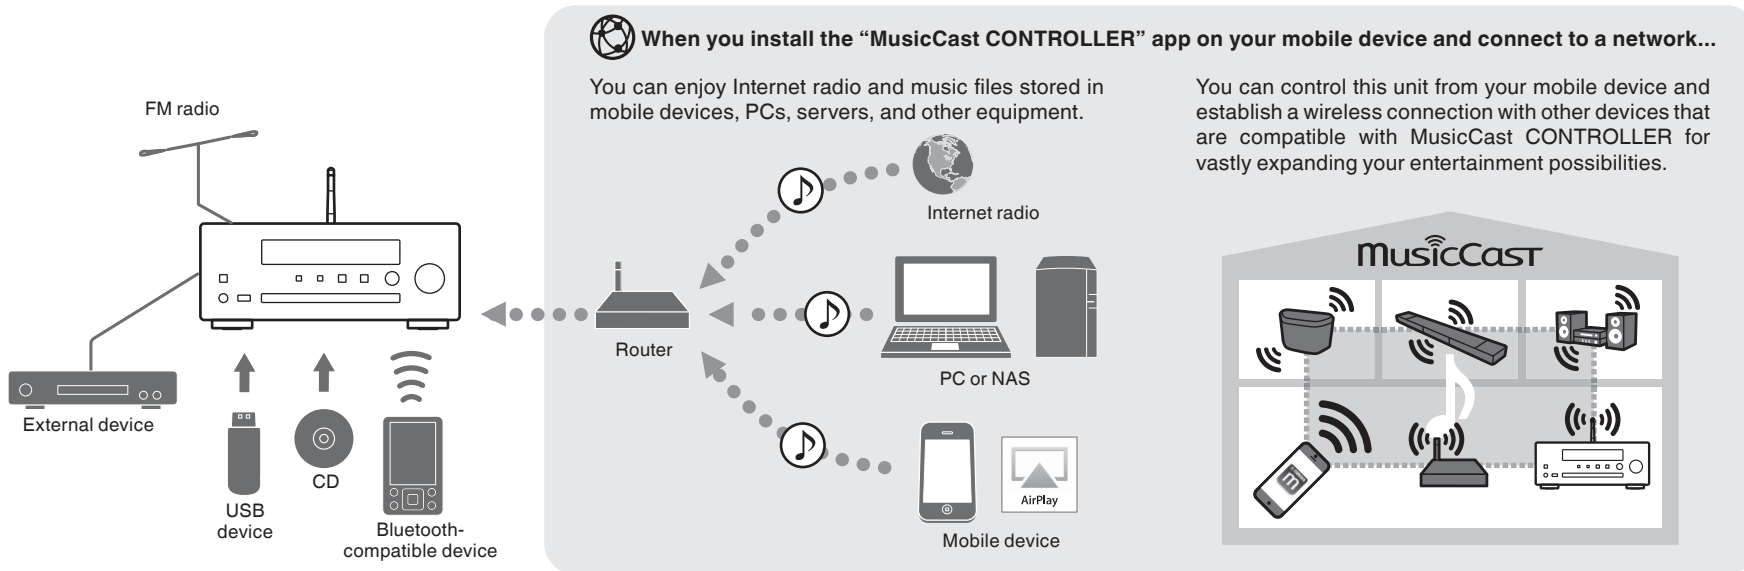 When you install the “MusicCast CONTROLLER” app on your mobile device and connect to a network...
You can enjoy Internet radio and music files stored in
mobile devices, PCs, servers, and other equipment.
You can control this unit from your mobile device and
establish a wireless connection with other devices that
are compatible with MusicCast CONTROLLER for
vastly expanding your entertainment possibilities.
FM radio
External device
USB
device
CD
Bluetooth-
compatible device
Router
Internet radio
PC or NAS
AirPlay
Mobile device
MusicCast
m